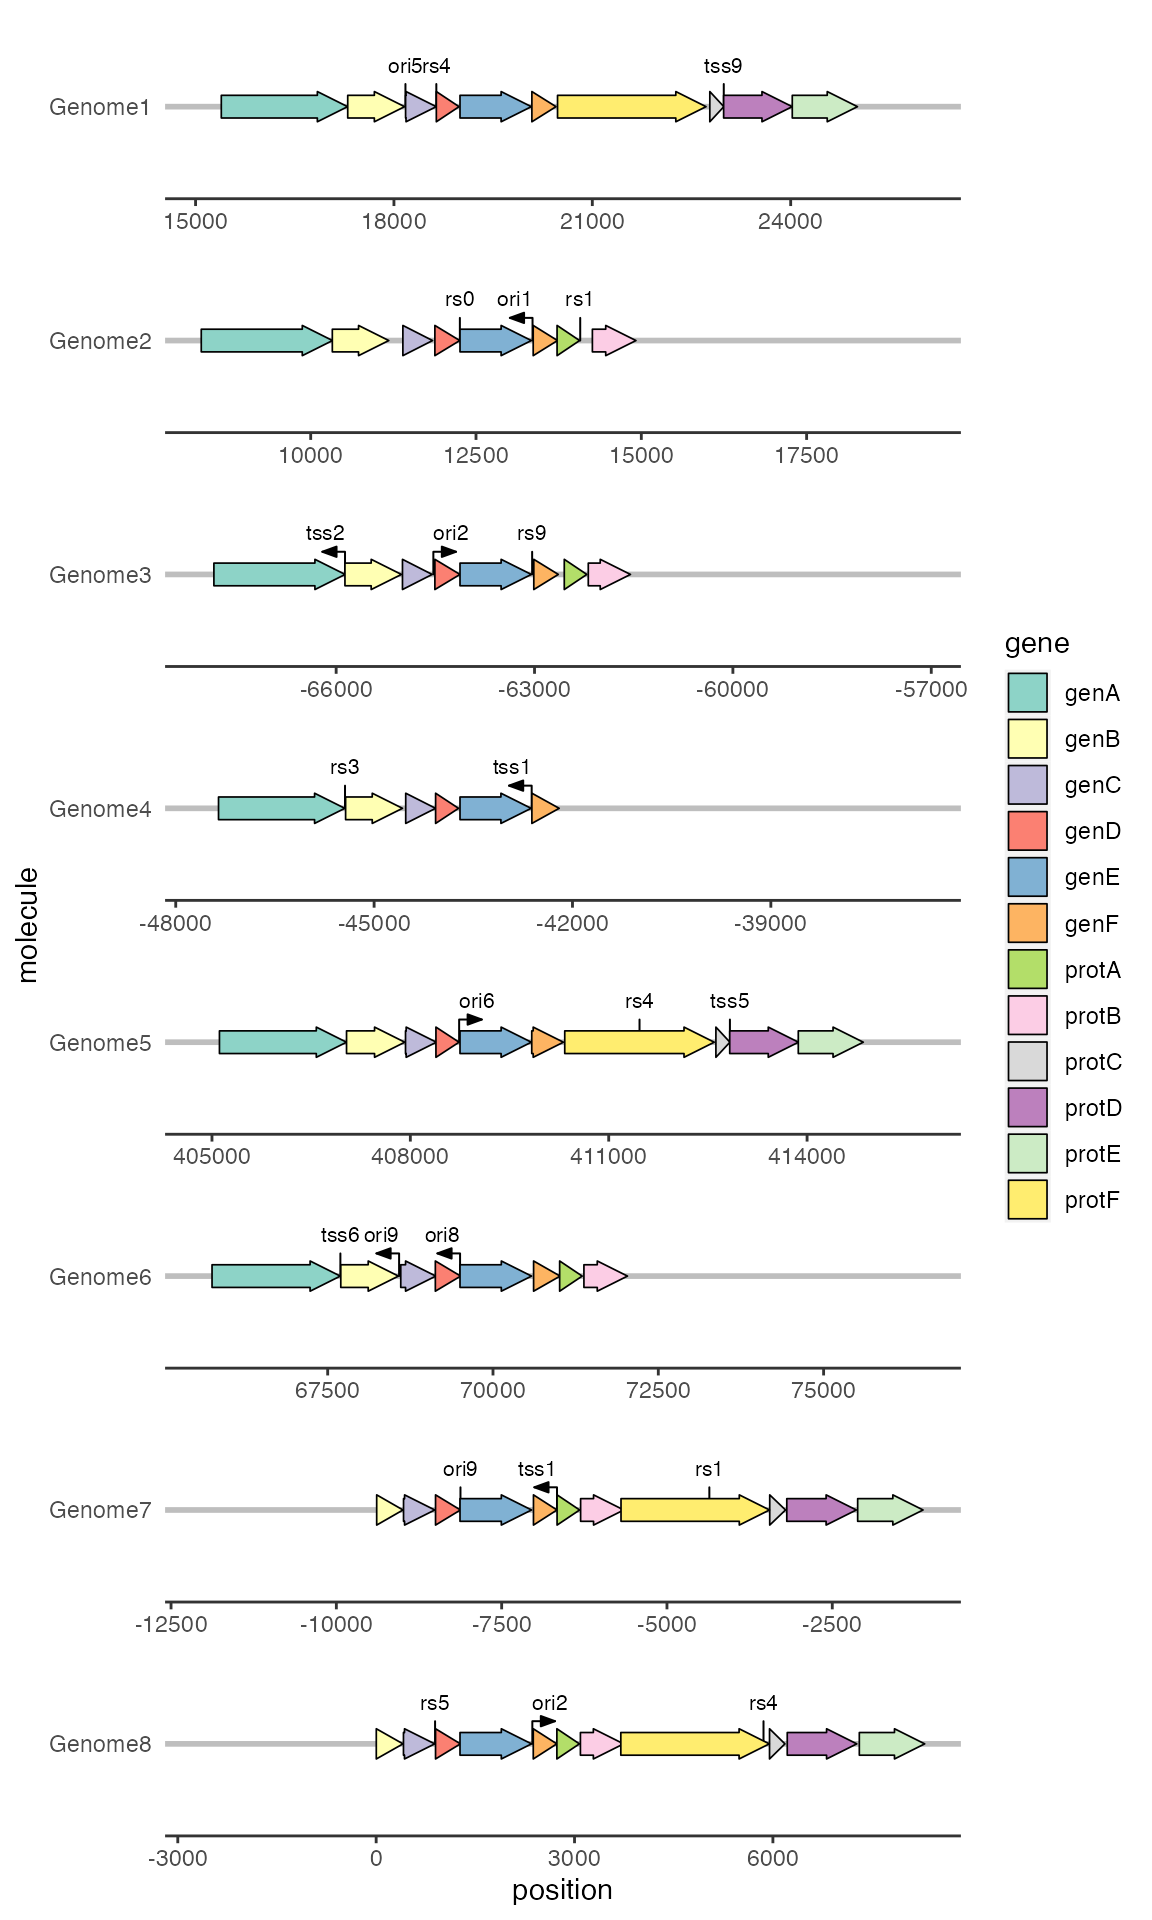 ori5rs4 tss9
Genome1
15000 18000 21000 24000
rs0 ori1 rs1
Genome2
10000 12500 15000 17500
tss2 ori2 rs9
Genome3
-66000 -63000 -60000 -57000
rs3 tss1
Genome4
-48000 -45000 -42000 -39000
ori6 rs4 tss5
Genome5
405000 408000 411000 414000
tss6 ori9 ori8
Genome6
67500 70000 72500 75000
ori9 tss1 rs1
Genome7
-12500 -10000 -7500 -5000 -2500
rs5 ori2 rs4
Genome8
-3000 0 3000 6000
position
molecule
gene
genA
genB
genC
genD
genE
genF
protA
protB
protC
protD
protE
protF